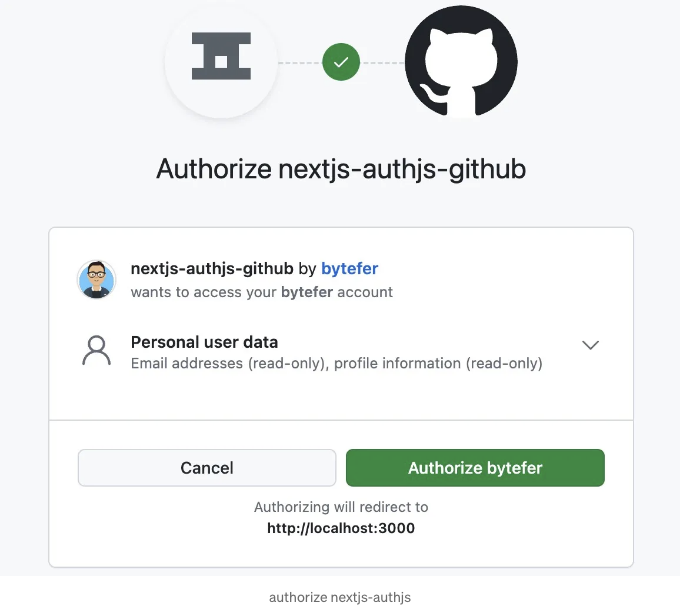 Authorize nextjs-authjs-github
nextjs-authjs-github by bytefer
wants to access your bytefer account
Personal user data
Email addresses (read-only), profile information (read-only)
Cancel
Authorize bytefer
Authorizing will redirect to
http://localhost:3000
authorize nextjs-authjs